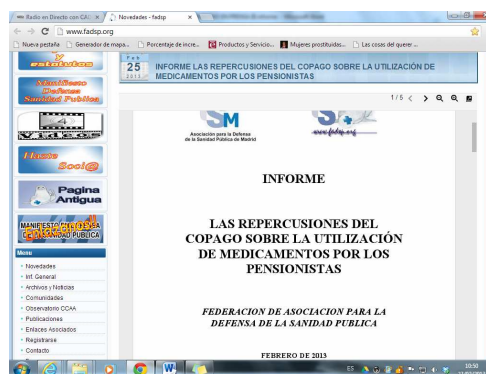 Radio en Directo con CAD
Novedades - fadsp
www.fadsp.org
Nueva pestaña
Generador de mapa...
Porcentaje de incre...
Productos y Servicio...
Mujeres prostituidas...
Las cosas del querer ...
y
estatutos
Manifiesto
Defensa
Sanidad Publica
4
Videos
Hazte
Soci@
Pagina
Antigua
Menu
Novedades
Inf. General
Archivos y Noticias
Comunidades
Observatorio CCAA
Publicaciones
Enlaces Asociados
Registrarse
Contacto
Feb
25
2013
INFORME LAS REPERCUSIONES DEL COPAGO SOBRE LA UTILIZACIÓN DE
MEDICAMENTOS POR LOS PENSIONISTAS
1/5
SM
Asociación para la Defensa
de la Sanidad Pública de Madrid
www.fadsp.org
INFORME
LAS REPERCUSIONES DEL
COPAGO SOBRE LA UTILIZACIÓN
DE MEDICAMENTOS POR LOS
PENSIONISTAS
FEDERACION DE ASOCIACION PARA LA
DEFENSA DE LA SANIDAD PUBLICA
FEBRERO DE 2013
ES
10:50